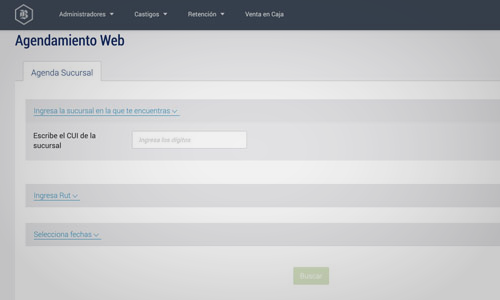 Administradores
Castigos
Retención
Venta en Caja
Agendamiento Web
Agenda Sucursal
Ingresa la sucursal en la que te encuentras
Escribe el CUI de la
sucursal
Ingresa los dígitos
Ingresa Rut
Selecciona fechas
Buscar